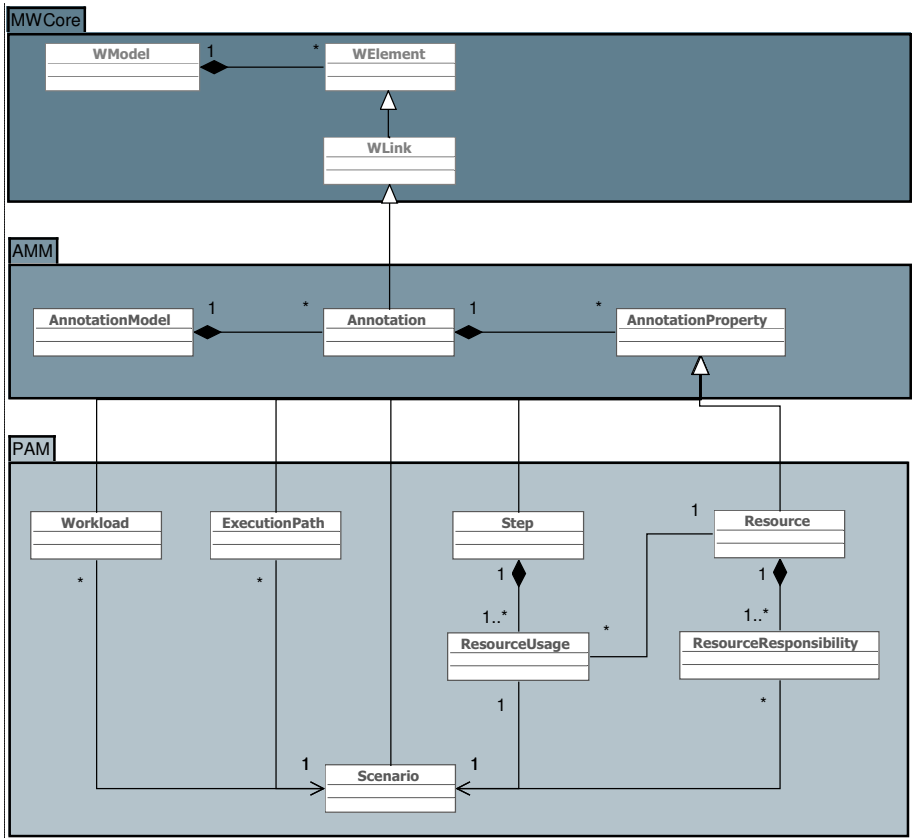 MWCore
WModel 1 * WElement
WLink
AMM
AnnotationModel 1 * Annotation 1 * AnnotationProperty
PAM
Workload ExecutionPath Step 1 Resource
* * 1 1
1..* * 1..*
ResourceUsage ResourceResponsibility
1 *
1 1
Scenario